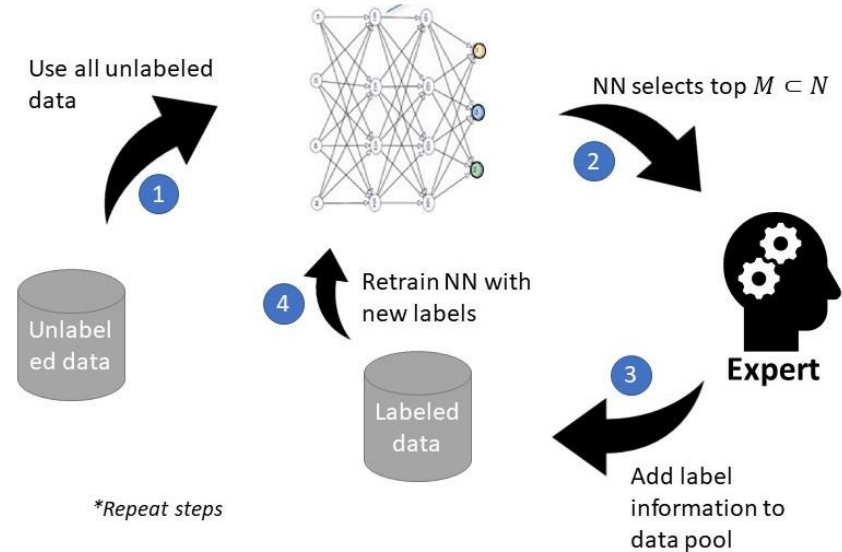 Use all unlabeled
data
1
NN selects top M ⊂ N
2
Unlabel
ed data
4
Retrain NN with
new labels
Labeled
data
Expert
3
Add label
information to
data pool
*Repeat steps